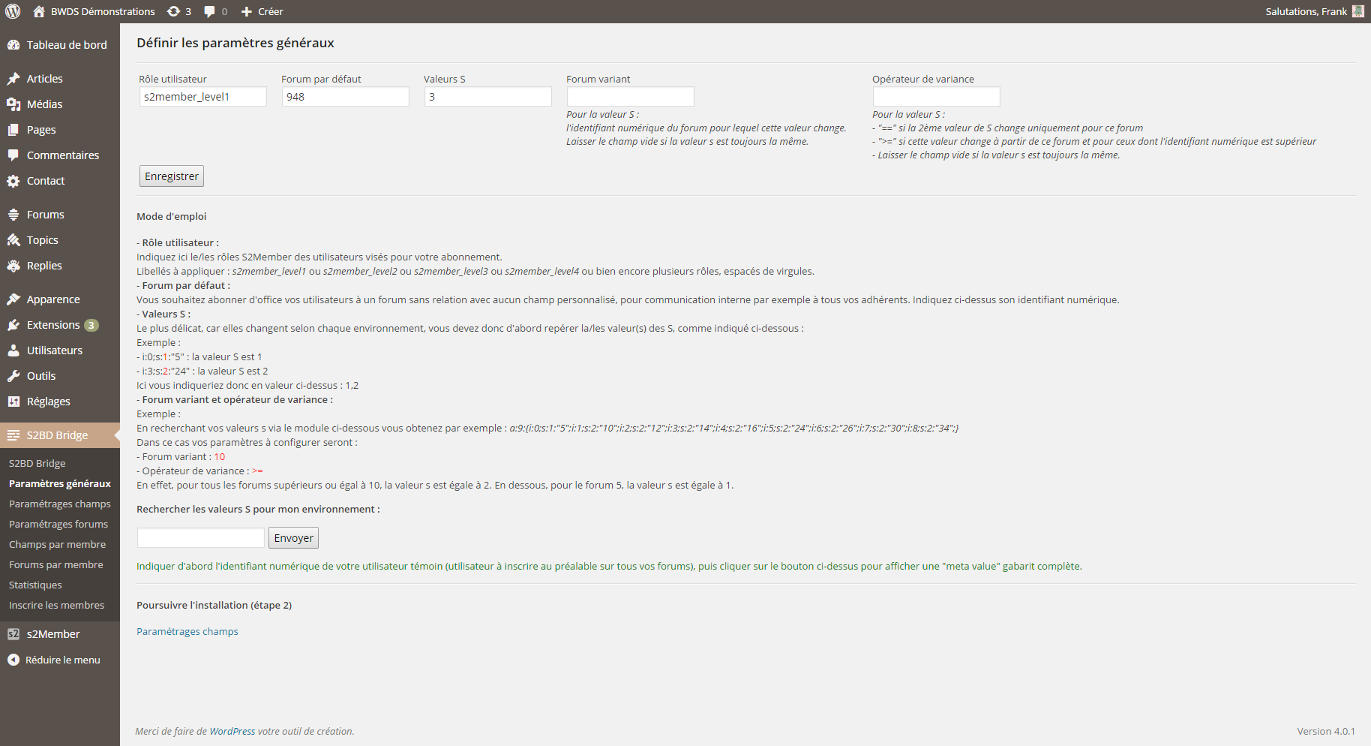 BWDS Démonstrations 3 0 Créer
Salutations, Frank
Tableau de bord
Articles
Médias
Pages
Commentaires
Contact
Forums
Topics
Replies
Apparence
Extensions 3
Utilisateurs
Outils
Réglages
S2BD Bridge
S2BD Bridge
Paramètres généraux
Paramétrages champs
Paramétrages forums
Champs par membre
Forums par membre
Statistiques
Inscrire les membres
s2Member
Réduire le menu
Définir les paramètres généraux
Rôle utilisateur
s2member_level1
Forum par défaut
948
Valeurs S
3
Forum variant
Pour la valeur S :
l'identifiant numérique du forum pour lequel cette valeur change.
Laisser le champ vide si la valeur s est toujours la même.
Opérateur de variance
Pour la valeur S :
- "==" si la 2ème valeur de S change uniquement pour ce forum
- ">=" si cette valeur change à partir de ce forum et pour ceux dont l'identifiant numérique est supérieur
- Laisser le champ vide si la valeur s est toujours la même.
Enregistrer
Mode d'emploi
- Rôle utilisateur :
Indiquez ici le/les rôles S2Member des utilisateurs visés pour votre abonnement.
Libellés à appliquer : s2member_level1 ou s2member_level2 ou s2member_level3 ou s2member_level4 ou bien encore plusieurs rôles, espacés de virgules.
- Forum par défaut :
Vous souhaitez abonner d'office vos utilisateurs à un forum sans relation avec aucun champ personnalisé, pour communication interne par exemple à tous vos adhérents. Indiquez ci-dessus son identifiant numérique.
- Valeurs S :
Le plus délicat, car elles changent selon chaque environnement, vous devez donc d'abord repérer la/les valeur(s) des S, comme indiqué ci-dessous :
Exemple :
- i:0;s:1:"5" : la valeur S est 1
- i:3;s:2:"24" : la valeur S est 2
Ici vous indiqueriez donc en valeur ci-dessus : 1,2
- Forum variant et opérateur de variance :
Exemple :
En recherchant vos valeurs s via le module ci-dessous vous obtenez par exemple : a:9:{i:0;s:1:"5";i:1;s:2:"10";i:2;s:2:"12";i:3;s:2:"14";i:4;s:2:"16";i:5;s:2:"24";i:6;s:2:"26";i:7;s:2:"30";i:8;s:2:"34";}
Dans ce cas vos paramètres à configurer seront :
- Forum variant : 10
- Opérateur de variance : >=
En effet, pour tous les forums supérieurs ou égal à 10, la valeur s est égale à 2. En dessous, pour le forum 5, la valeur s est égale à 1.
Rechercher les valeurs S pour mon environnement :
Envoyer
Indiquer d'abord l'identifiant numérique de votre utilisateur témoin (utilisateur à inscrire au préalable sur tous vos forums), puis cliquer sur le bouton ci-dessus pour afficher une "meta value" gabarit complète.
Poursuivre l'installation (étape 2)
Paramétrages champs
Merci de faire de WordPress votre outil de création.
Version 4.0.1